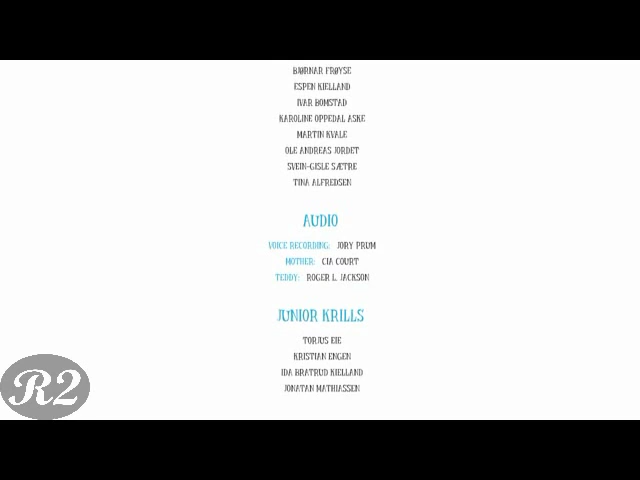 BJØRNAR FRØYSE
ESPEN KIELLAND
IVAR BOMSTAD
KAROLINE OPPEDAL ASKE
MARTIN KVALE
OLE ANDREAS JORDET
SVEIN-GISLE SÆTRE
TINA ALFREDSEN
AUDIO
VOICE RECORDING: JORY PRUM
MOTHER: CIA COURT
TEDDY: ROGER L. JACKSON
JUNIOR KRILLS
TORJUS EIE
KRISTIAN ENGEN
IDA BRATRUD KIELLAND
JONATAN MATHIASSEN
R2